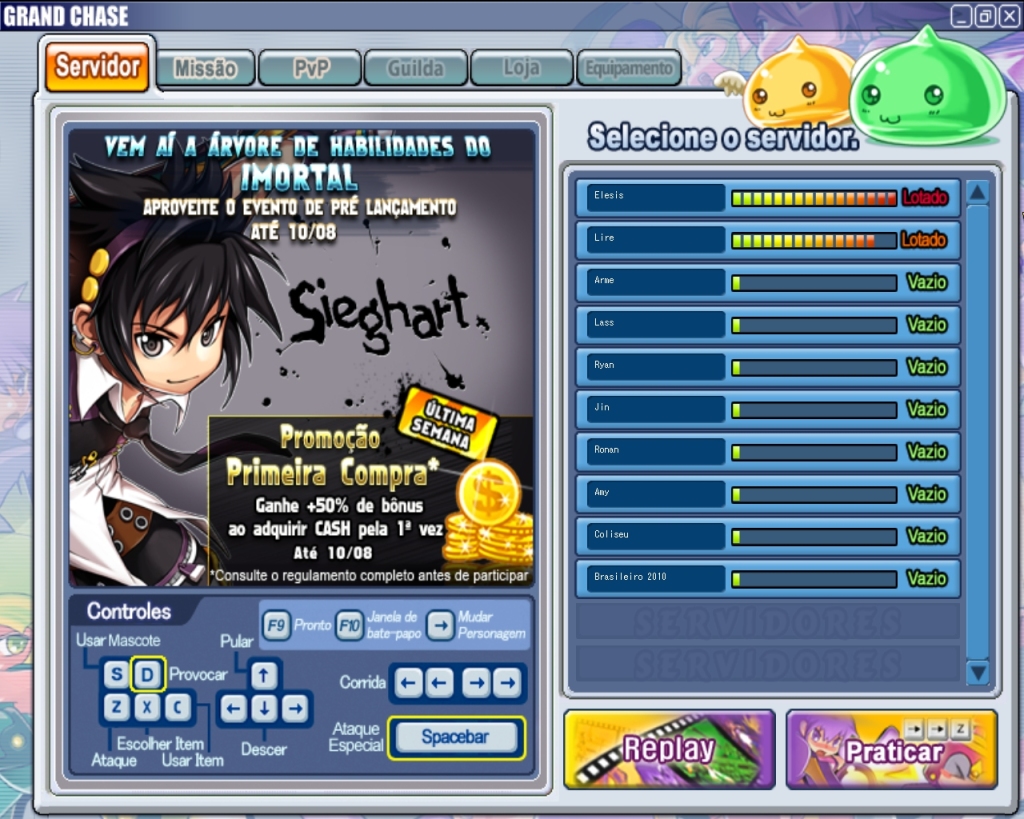 GRAND CHASE
Servidor
Missão
PvP
Guilda
Loja
Equipamento
VEM AÍ A ÁRVORE DE HABILIDADES DO
IMORTAL
APROVEITE O EVENTO DE PRÉ LANÇAMENTO
ATÉ 10/08
Sieghart
ÚLTIMA
SEMANA
Promoção
Primeira Compra*
Ganhe +50% de bônus
ao adquirir CASH pela 1ª vez
Até 10/08
*Consulte o regulamento completo antes de participar
Controles
F9 Pronto
F10 Janela de
bate-papo
→ Mudar
Personagem
Usar Mascote
Pular
S D Provocar
↑
Z X C
← ↓ →
Corrida ← ← → →
Escolher Item
Ataque
Usar Item
Descer
Ataque
Especial
Spacebar
Selecione o servidor.
Elesis Lotado
Lire Lotado
Arme Vazio
Lass Vazio
Ryan Vazio
Jin Vazio
Ronan Vazio
Amy Vazio
Coliseu Vazio
Brasileiro 2010 Vazio
SERVIDORES
SERVIDORES
Replay
→ → Z
Praticar